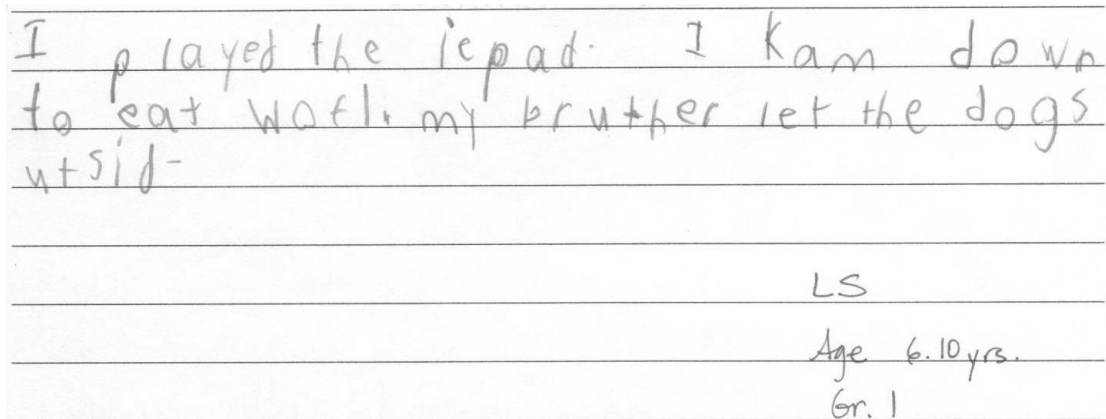 I played the iepad. I kam down
to eat wofl. my bruther let the dogs
utsid-
LS
Age 6.10 yrs.
Gr. 1